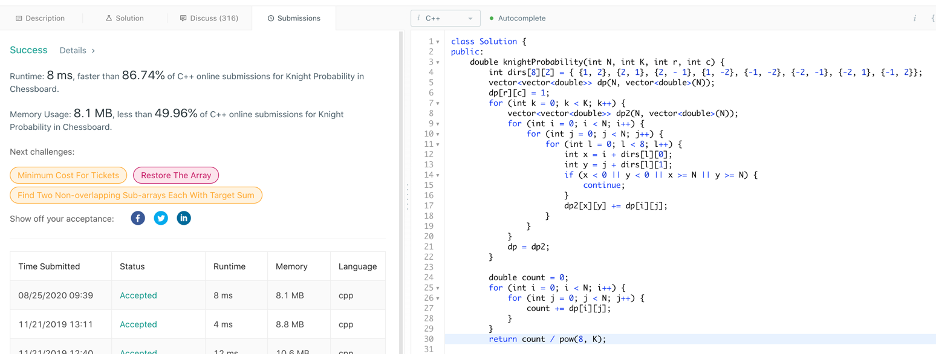 Description
Solution
Discuss (316)
Submissions
i C++
Autocomplete
i {
Success Details >
Runtime: 8 ms, faster than 86.74% of C++ online submissions for Knight Probability in
Chessboard.
Memory Usage: 8.1 MB, less than 49.96% of C++ online submissions for Knight
Probability in Chessboard.
Next challenges:
Minimum Cost For Tickets Restore The Array
Find Two Non-overlapping Sub-arrays Each With Target Sum
Show off your acceptance: f in
Time Submitted Status Runtime Memory Language
08/25/2020 09:39 Accepted 8 ms 8.1 MB cpp
11/21/2019 13:11 Accepted 4 ms 8.8 MB cpp
11/21/2019 12:40 Accepted 12 ms 10.6 MB cpp
1 class Solution {
2 public:
3     double knightProbability(int N, int K, int r, int c) {
4         int dirs[8][2] = { {1, 2}, {2, 1}, {2, - 1}, {1, -2}, {-1, -2}, {-2, -1}, {-2, 1}, {-1, 2}};
5         vector<vector<double>> dp(N, vector<double>(N));
6         dp[r][c] = 1;
7         for (int k = 0; k < K; k++) {
8             vector<vector<double>> dp2(N, vector<double>(N));
9             for (int i = 0; i < N; i++) {
10                 for (int j = 0; j < N; j++) {
11                     for (int l = 0; l < 8; l++) {
12                         int x = i + dirs[l][0];
13                         int y = j + dirs[l][1];
14                         if (x < 0 || y < 0 || x >= N || y >= N) {
15                             continue;
16                         }
17                         dp2[x][y] += dp[i][j];
18                     }
19                 }
20             }
21             dp = dp2;
22         }
23
24         double count = 0;
25         for (int i = 0; i < N; i++) {
26             for (int j = 0; j < N; j++) {
27                 count += dp[i][j];
28             }
29         }
30         return count / pow(8, K);
31